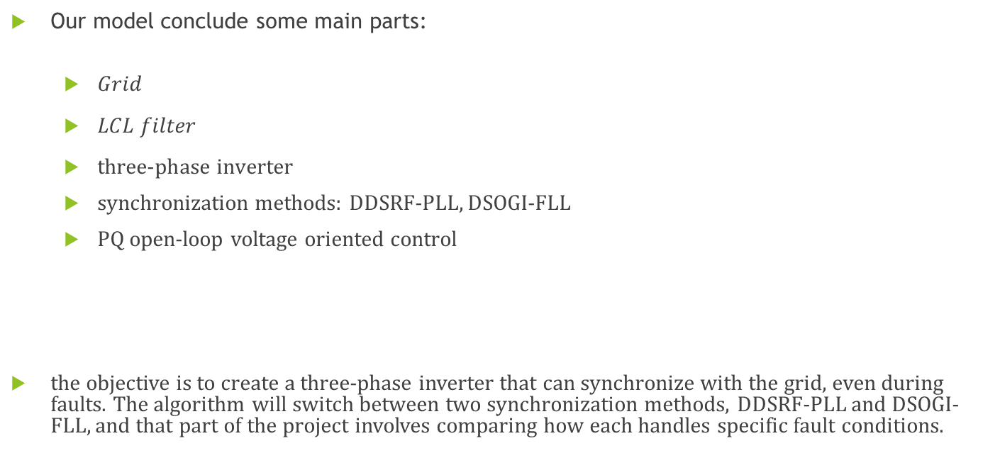 Our model conclude some main parts:
Grid
LCL filter
three-phase inverter
synchronization methods: DDSRF-PLL, DSOGI-FLL
PQ open-loop voltage oriented control
the objective is to create a three-phase inverter that can synchronize with the grid, even during
faults. The algorithm will switch between two synchronization methods, DDSRF-PLL and DSOGI-
FLL, and that part of the project involves comparing how each handles specific fault conditions.